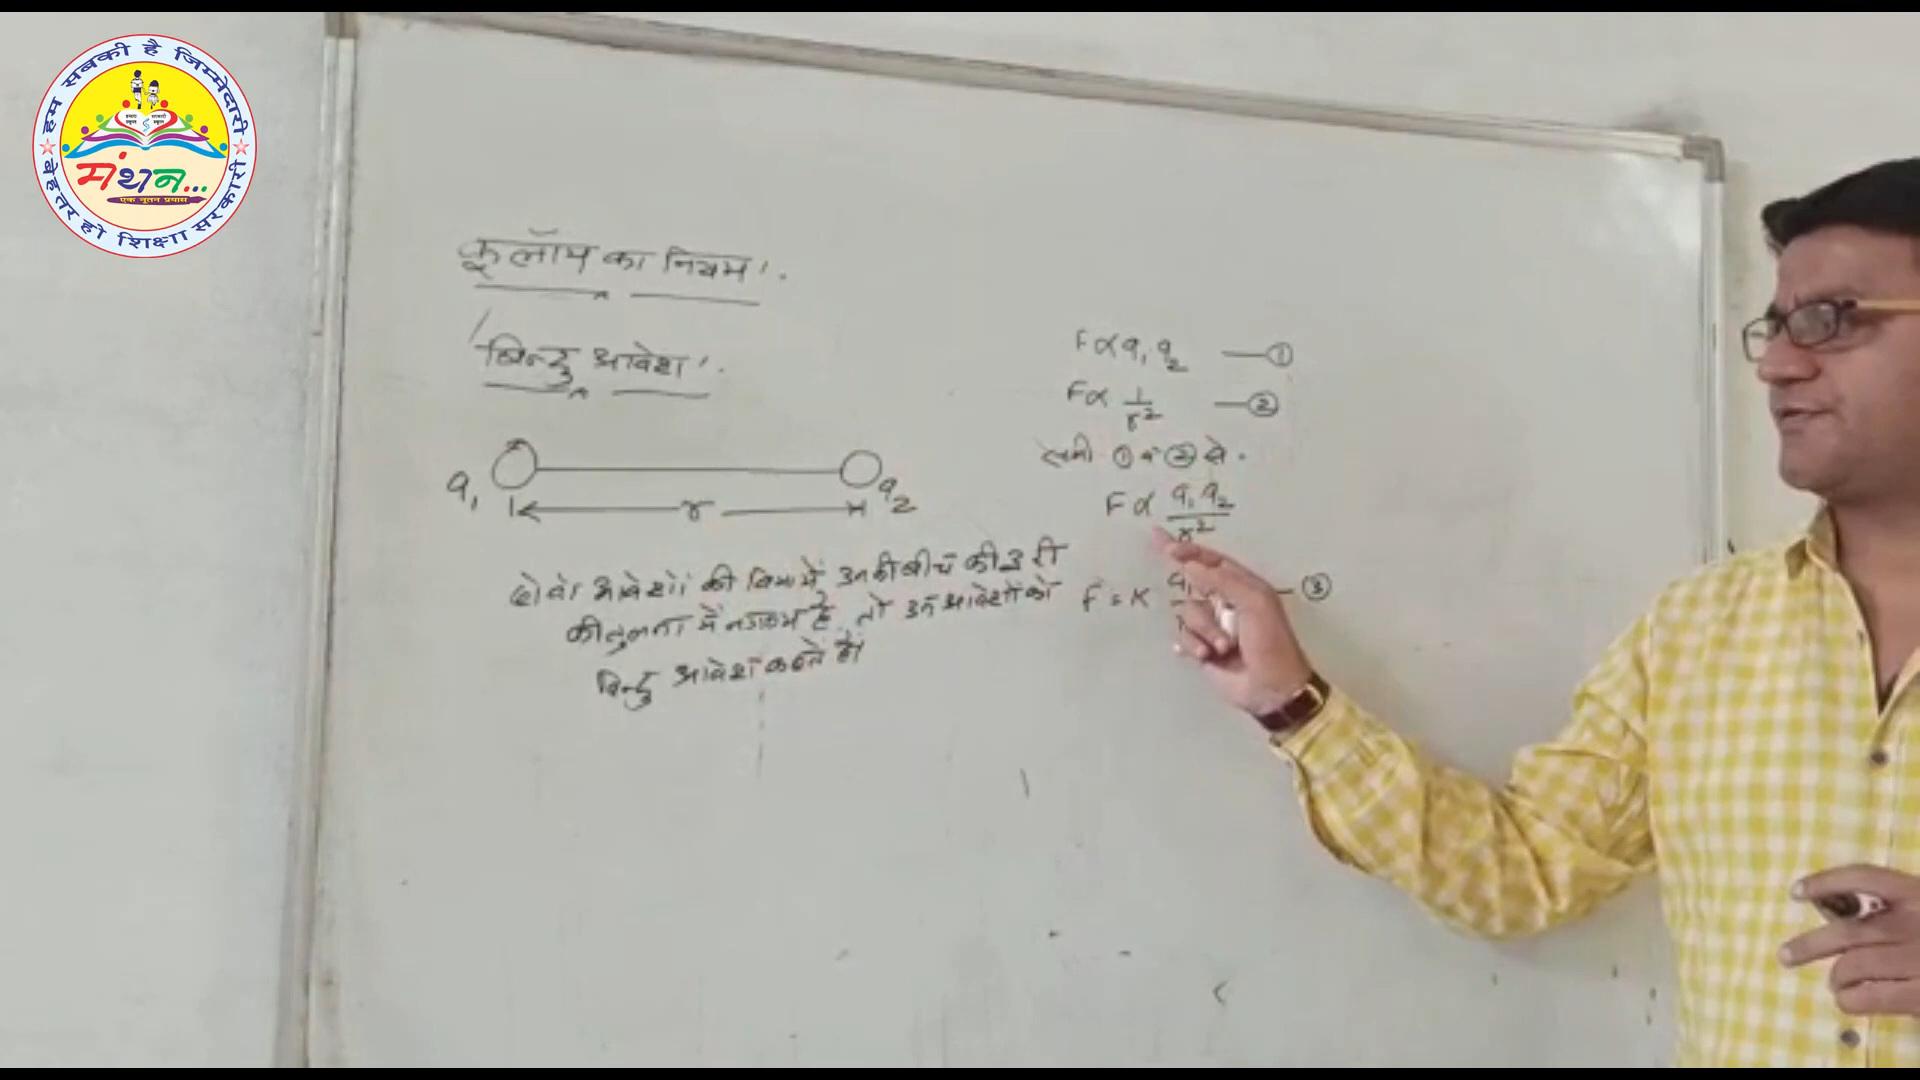 हम सबकी है जिम्मेदारी
बेहतर हो शिक्षा सरकारी
मंथन...
एक नूतन प्रयास
कूलॉम का नियम
बिन्दु आवेश
q₁
q₂
r
दो आवेशों की बीच की दूरी
की तुलना में नगण्य है, तो उन आवेशों को
बिन्दु आवेश कहते हैं।
F ∝ q₁ q₂ — ①
F ∝ 1/r² — ②
समी ① व ② से.
F ∝ q₁ q₂/r²
F = K q₁ — ③